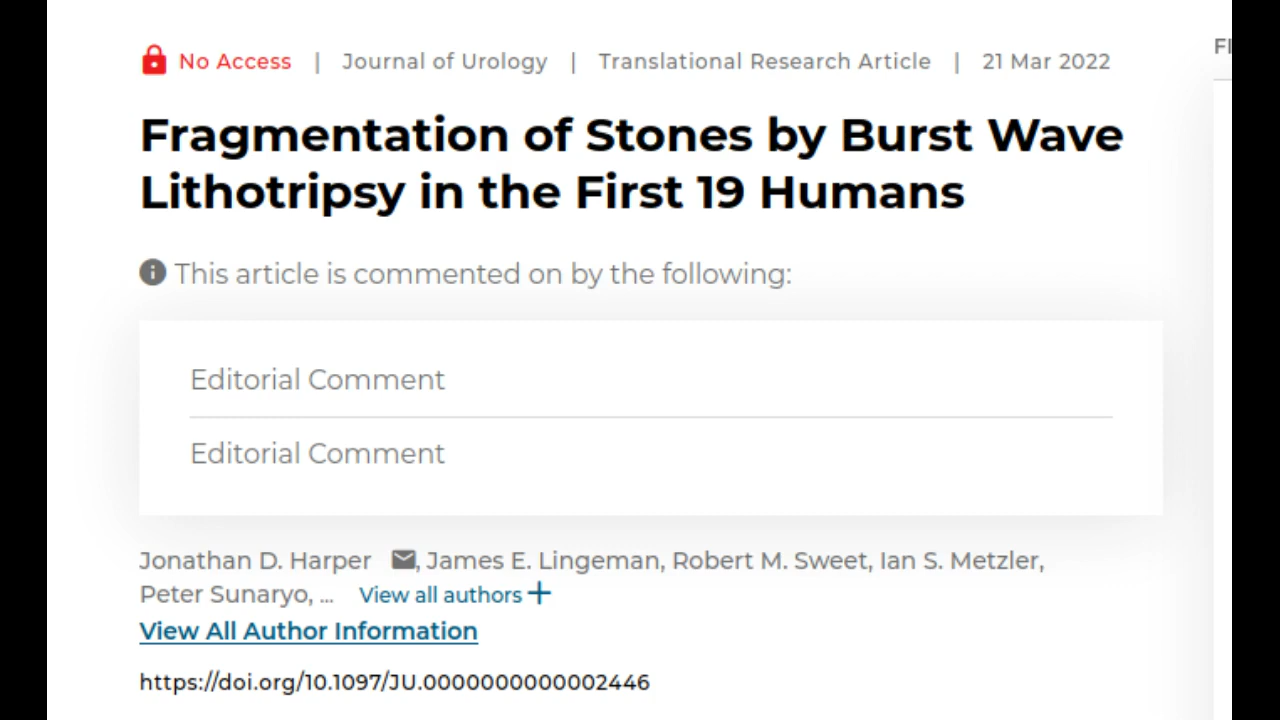 No Access | Journal of Urology | Translational Research Article | 21 Mar 2022
Fragmentation of Stones by Burst Wave
Lithotripsy in the First 19 Humans
This article is commented on by the following:
Editorial Comment
Editorial Comment
Jonathan D. Harper , James E. Lingeman, Robert M. Sweet, Ian S. Metzler,
Peter Sunaryo, ... View all authors +
View All Author Information
https://doi.org/10.1097/JU.0000000000002446